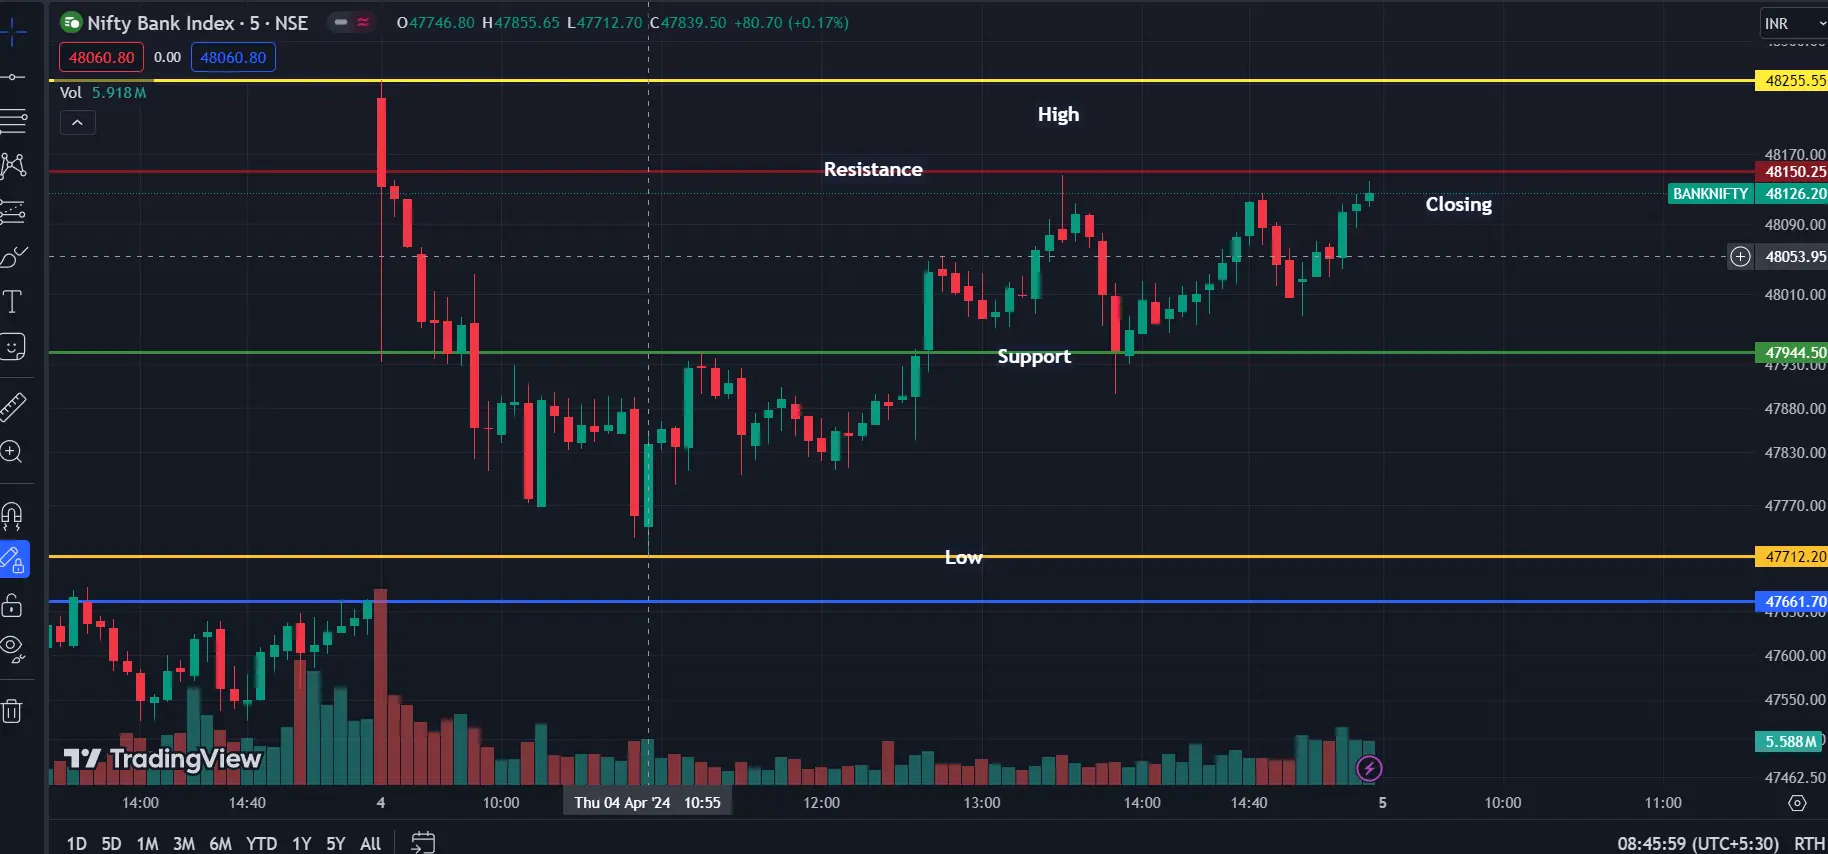 Nifty Bank Index · 5 · NSE
O47746.80 H47855.65 L47712.70 C47839.50 +80.70 (+0.17%)
INR
48060.80 0.00 48060.80
48255.55
Vol 5.918M
High
48170.00
Resistance
48150.25
BANKNIFTY 48126.20
Closing
48090.00
48053.95
48010.00
47944.50
Support
47930.00
47880.00
47830.00
47770.00
Low
47712.20
47661.70
47600.00
47550.00
5.588M
TradingView
47462.50
14:00 14:40 4 10:00 Thu 04 Apr '24 10:55 12:00 13:00 14:00 14:40 5 10:00 11:00
1D 5D 1M 3M 6M YTD 1Y 5Y All
08:45:59 (UTC+5:30) RTH